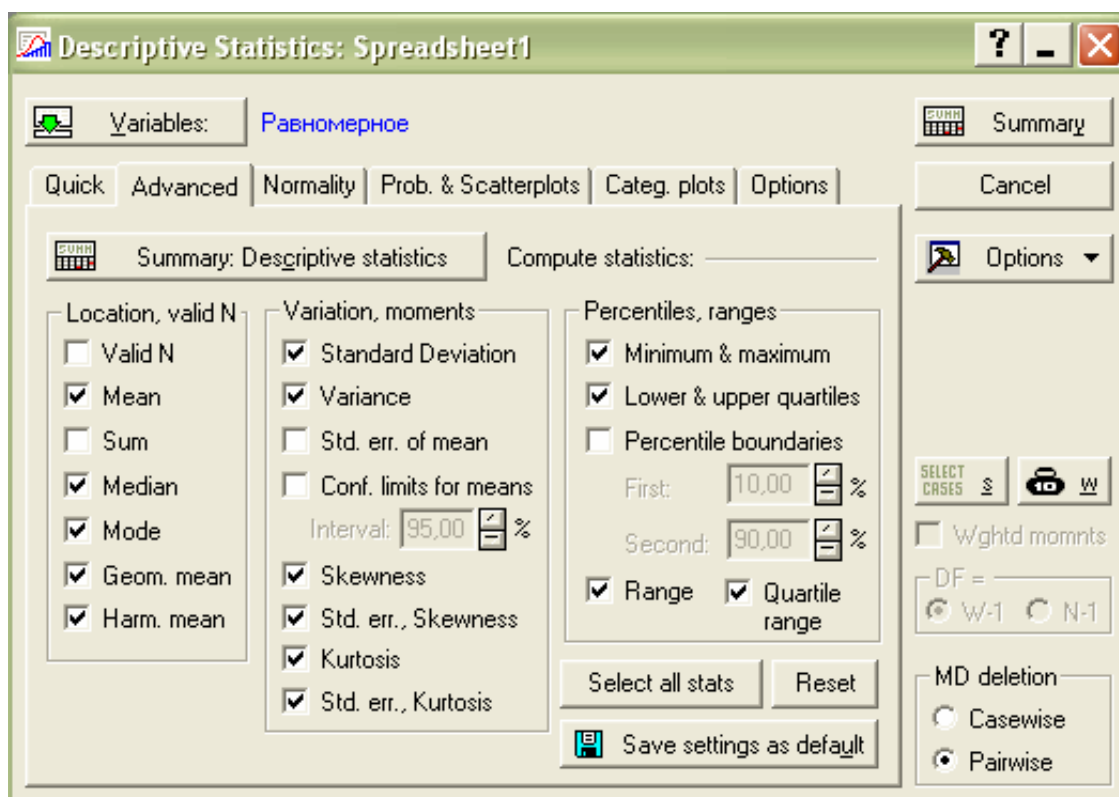 Descriptive Statistics: Spreadsheet1
?
Variables:
Равномерное
SUMM
Summary
Quick
Advanced
Normality
Prob. & Scatterplots
Categ. plots
Options
Cancel
SUMM
Summary: Descriptive statistics
Compute statistics:
Options
Location, valid N
Valid N
Mean
Sum
Median
Mode
Geom. mean
Harm. mean
Variation, moments
Standard Deviation
Variance
Std. err. of mean
Conf. limits for means
Interval: 95,00 %
Skewness
Std. err., Skewness
Kurtosis
Std. err., Kurtosis
Percentiles, ranges
Minimum & maximum
Lower & upper quartiles
Percentile boundaries
First: 10,00 %
Second: 90,00 %
Range
Quartile
range
Select all stats
Reset
Save settings as default
SELECT
CASES
S
W
Wghtd momnts
DF =
W-1
N-1
MD deletion
Casewise
Pairwise